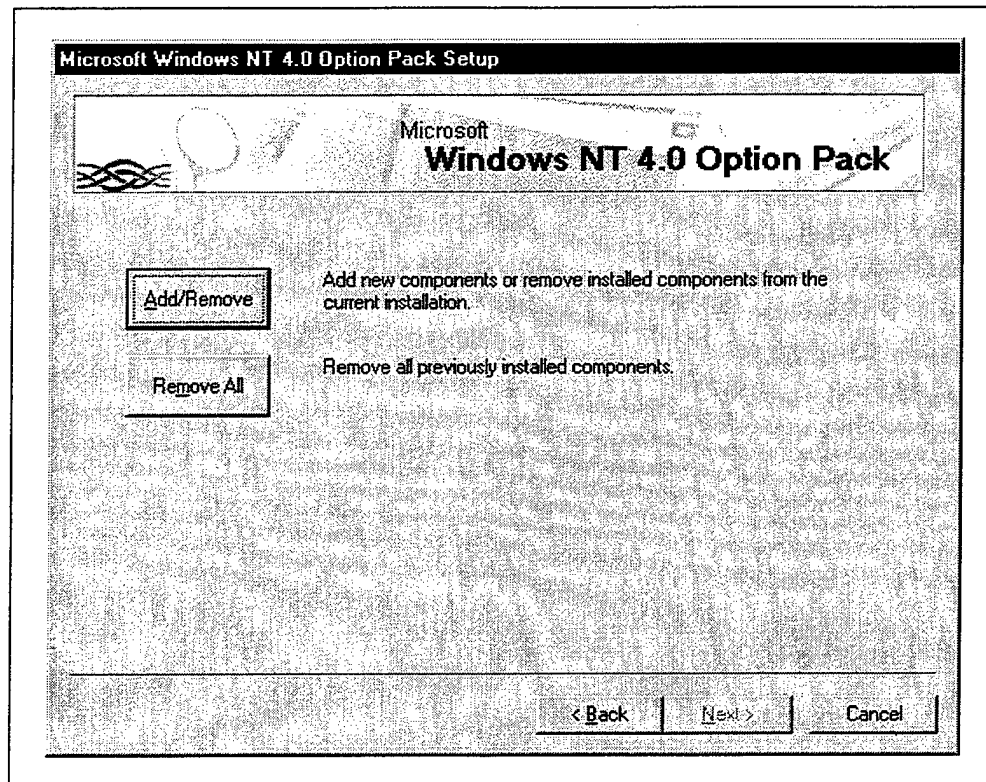 Microsoft Windows NT 4.0 Option Pack Setup
Microsoft
Windows NT 4.0 Option Pack
Add/Remove
Add new components or remove installed components from the
current installation.
Remove All
Remove all previously installed components.
< Back
Next >
Cancel